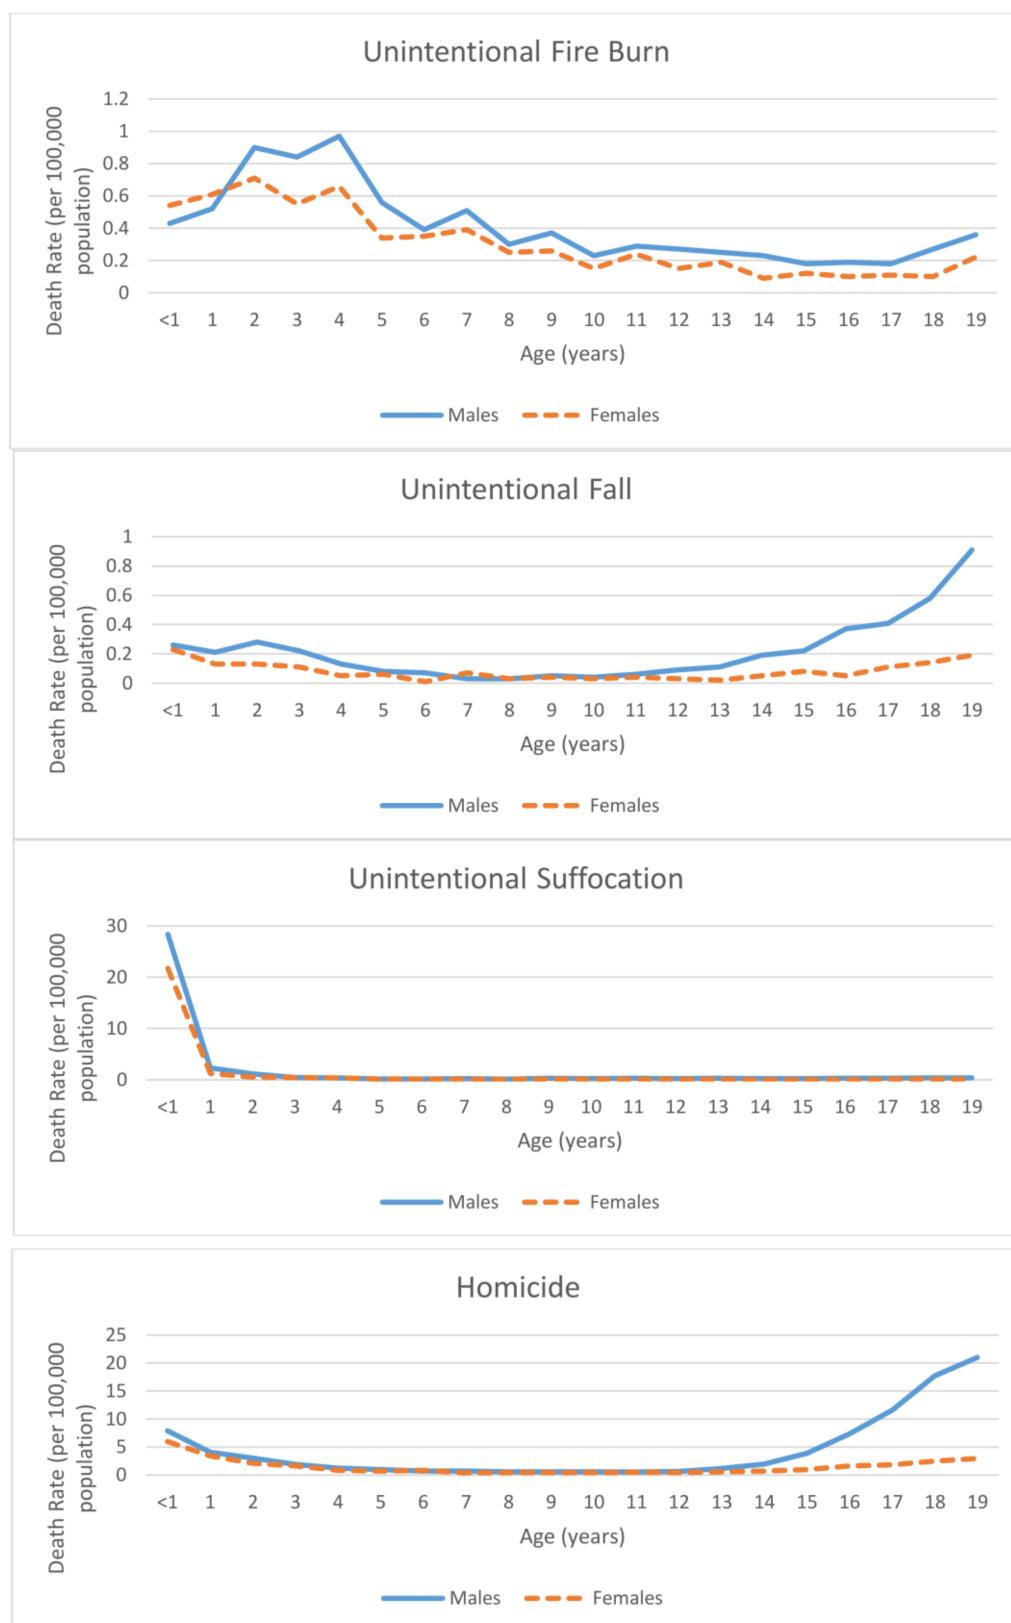 Unintentional Fire Burn
Death Rate (per 100,000
population)
1.2
1
0.8
0.6
0.4
0.2
0
<1 1 2 3 4 5 6 7 8 9 10 11 12 13 14 15 16 17 18 19
Age (years)
Males Females
Unintentional Fall
Death Rate (per 100,000
population)
1
0.8
0.6
0.4
0.2
0
<1 1 2 3 4 5 6 7 8 9 10 11 12 13 14 15 16 17 18 19
Age (years)
Males Females
Unintentional Suffocation
Death Rate (per 100,000
population)
30
20
10
0
<1 1 2 3 4 5 6 7 8 9 10 11 12 13 14 15 16 17 18 19
Age (years)
Males Females
Homicide
Death Rate (per 100,000
population)
25
20
15
10
5
0
<1 1 2 3 4 5 6 7 8 9 10 11 12 13 14 15 16 17 18 19
Age (years)
Males Females